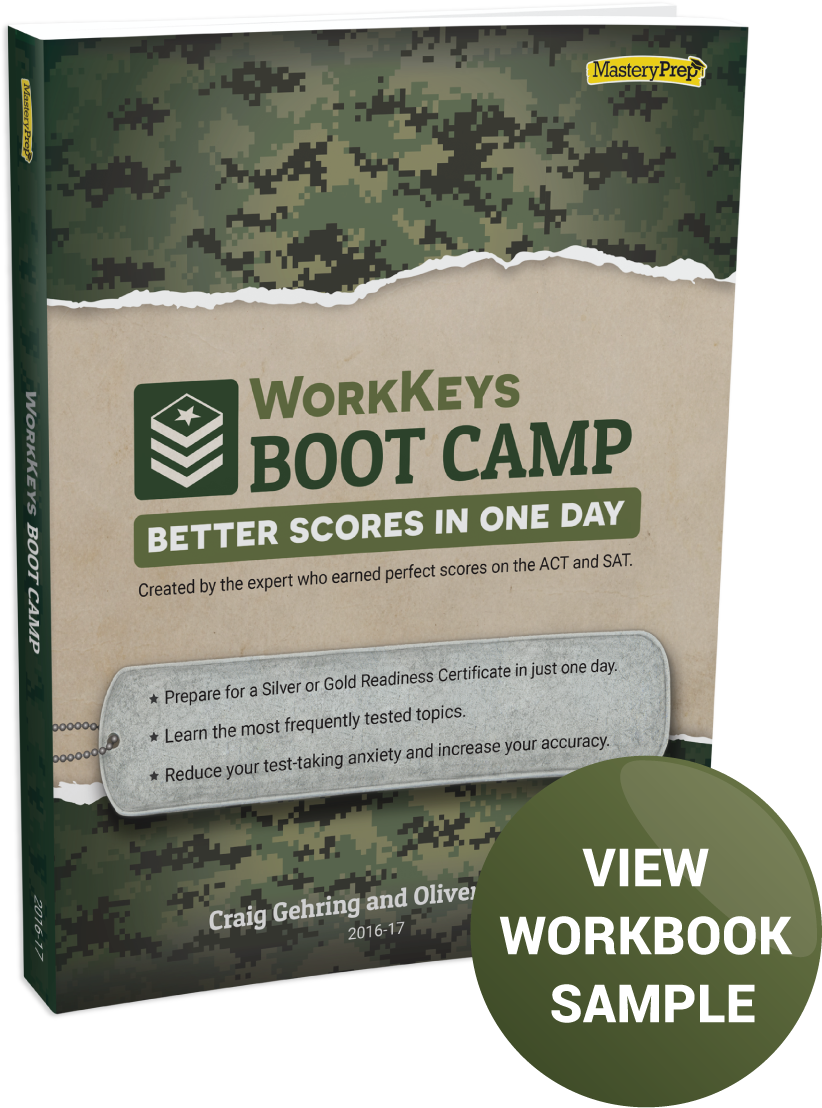 MasteryPrep
MasteryPrep
WORKKEYS BOOT CAMP
2016-17
WORKKEYS
BOOT CAMP
BETTER SCORES IN ONE DAY
Created by the expert who earned perfect scores on the ACT and SAT.
★ Prepare for a Silver or Gold Readiness Certificate in just one day.
★ Learn the most frequently tested topics.
★ Reduce your test-taking anxiety and increase your accuracy.
Craig Gehring and Oliver
2016-17
VIEW
WORKBOOK
SAMPLE